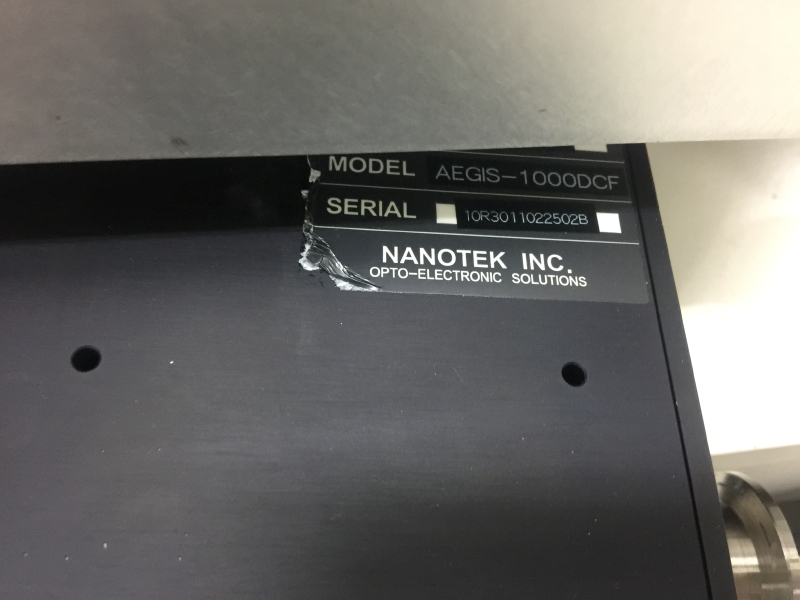 MODEL AEGIS-1000DCF
SERIAL 10R3011022502B
NANOTEK INC.
OPTO-ELECTRONIC SOLUTIONS